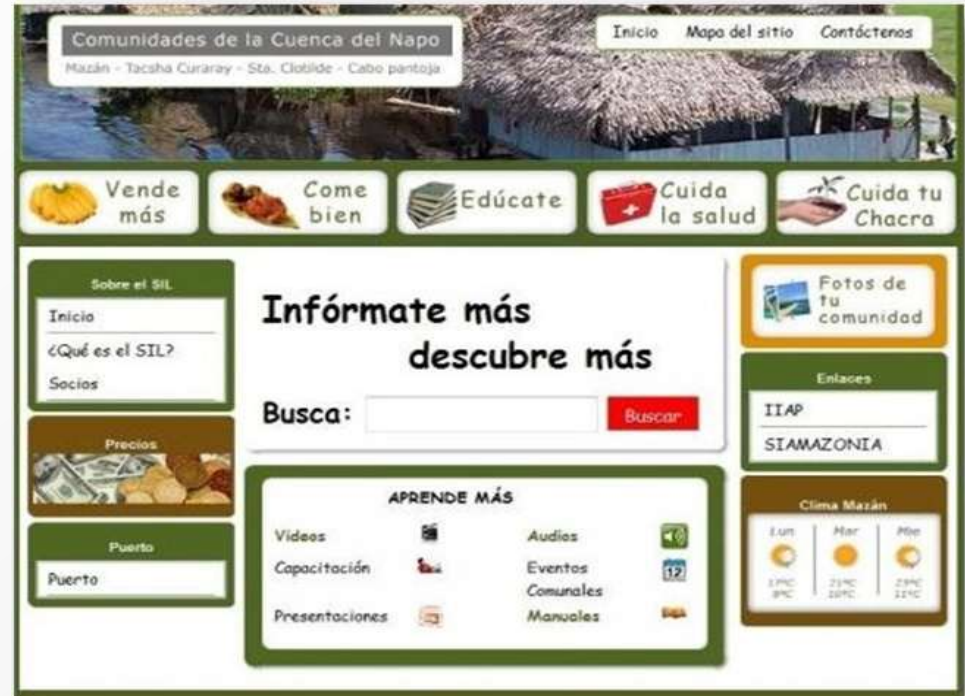 Comunidades de la Cuenca del Napo
Mazán - Tacsha Curaray - Sta. Clotilde - Cabo pantoja
Inicio Mapa del sitio Contáctenos
Vende
más
Come
bien
Edúcate
Cuida
la salud
Cuida tu
Chacra
Sobre el SIL
Inicio
¿Qué es el SIL?
Socios
Precios
Puerto
Puerto
Infórmate más
descubre más
Busca:
Buscar
APRENDE MÁS
Videos
Audios
Capacitación
Eventos
Comunales
12
Presentaciones
Manuales
Fotos de
tu
comunidad
Enlaces
IIAP
SIAMAZONIA
Clima Mazán
Lun Mar Mie